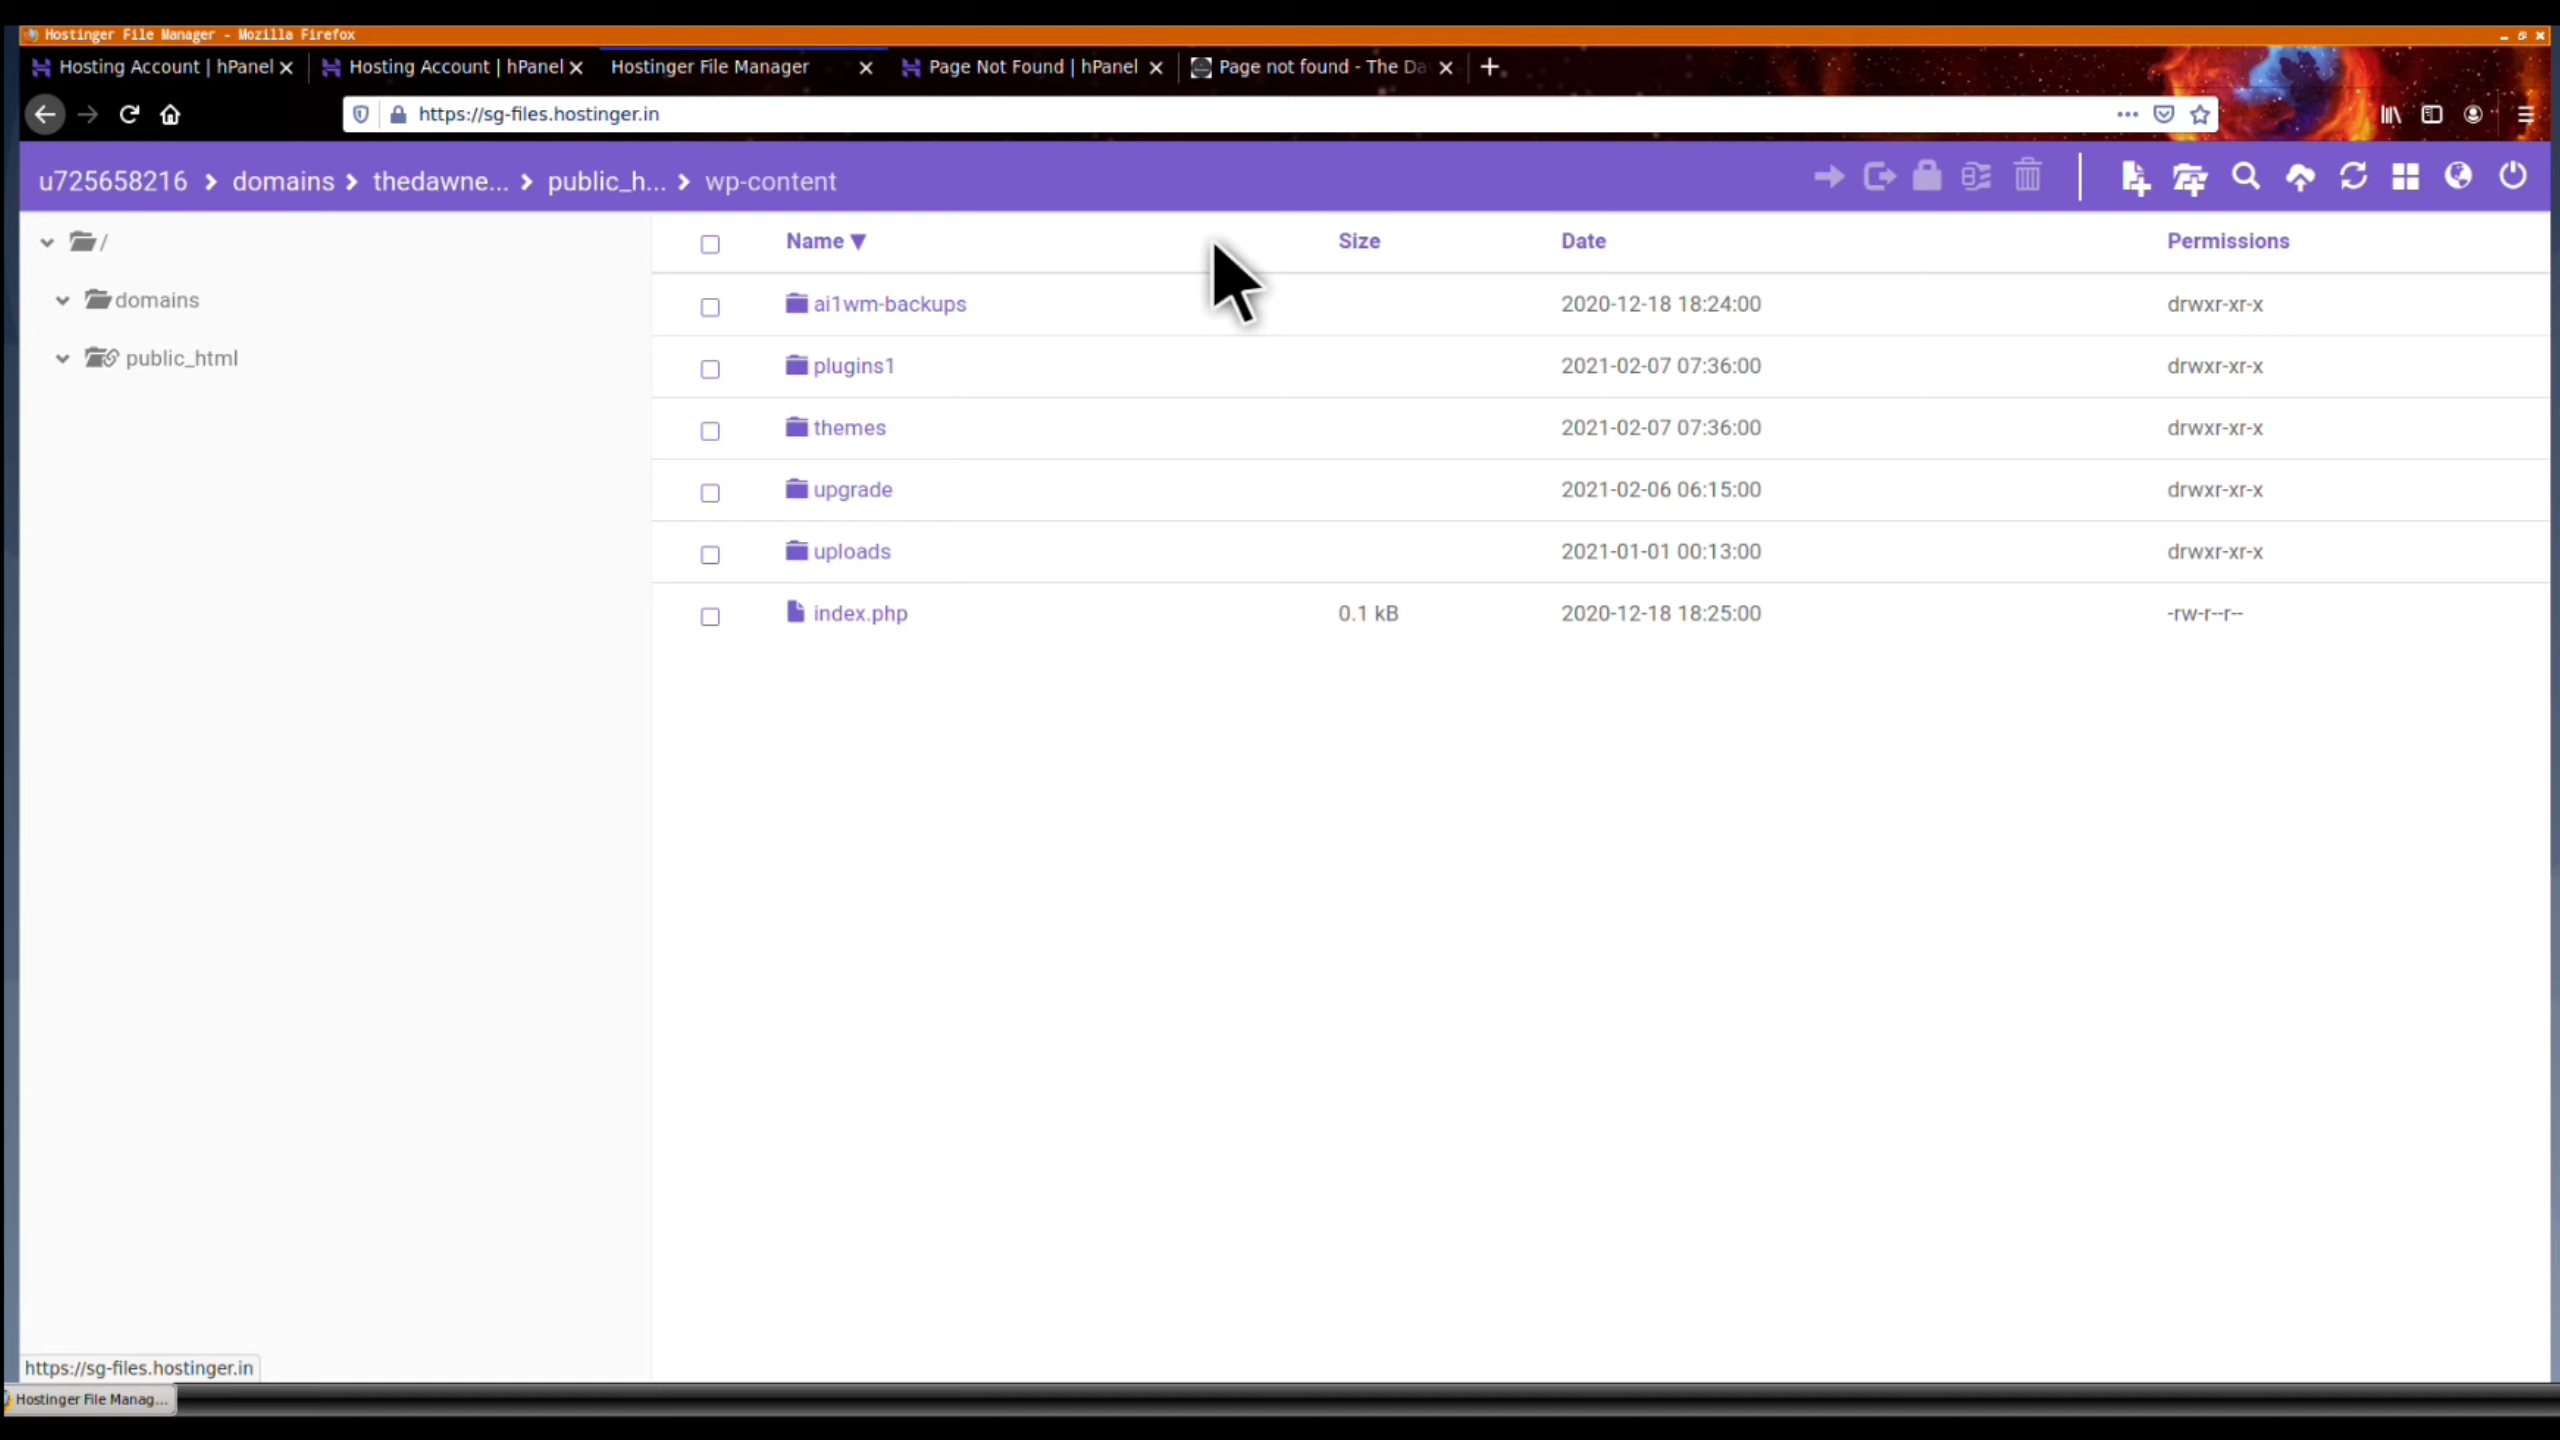 Hostinger File Manager - Mozilla Firefox
Hosting Account | hPanel
Hosting Account | hPanel
Hostinger File Manager
Page Not Found | hPanel
Page not found - The Da
https://sg-files.hostinger.in
u725658216 > domains > thedawne... > public_h... > wp-content
/
domains
public_html
Name ▼ Size Date Permissions
ai1wm-backups 2020-12-18 18:24:00 drwxr-xr-x
plugins1 2021-02-07 07:36:00 drwxr-xr-x
themes 2021-02-07 07:36:00 drwxr-xr-x
upgrade 2021-02-06 06:15:00 drwxr-xr-x
uploads 2021-01-01 00:13:00 drwxr-xr-x
index.php 0.1 kB 2020-12-18 18:25:00 -rw-r--r--
https://sg-files.hostinger.in
Hostinger File Manag...